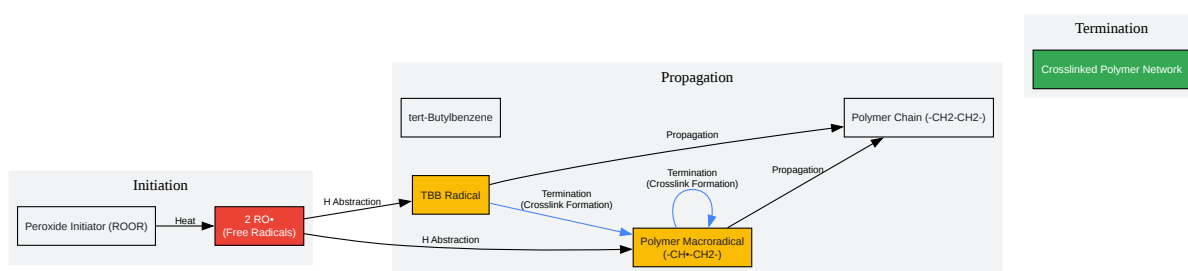 Termination
Crosslinked Polymer Network
Propagation
tert-Butylbenzene
Polymer Chain (-CH2-CH2-)
Propagation
TBB Radical
Termination
(Crosslink Formation)
Termination
(Crosslink Formation)
Propagation
Polymer Macroradical
(-CH•-CH2-)
Initiation
Peroxide Initiator (ROOR)
Heat
2 RO•
(Free Radicals)
H Abstraction
H Abstraction